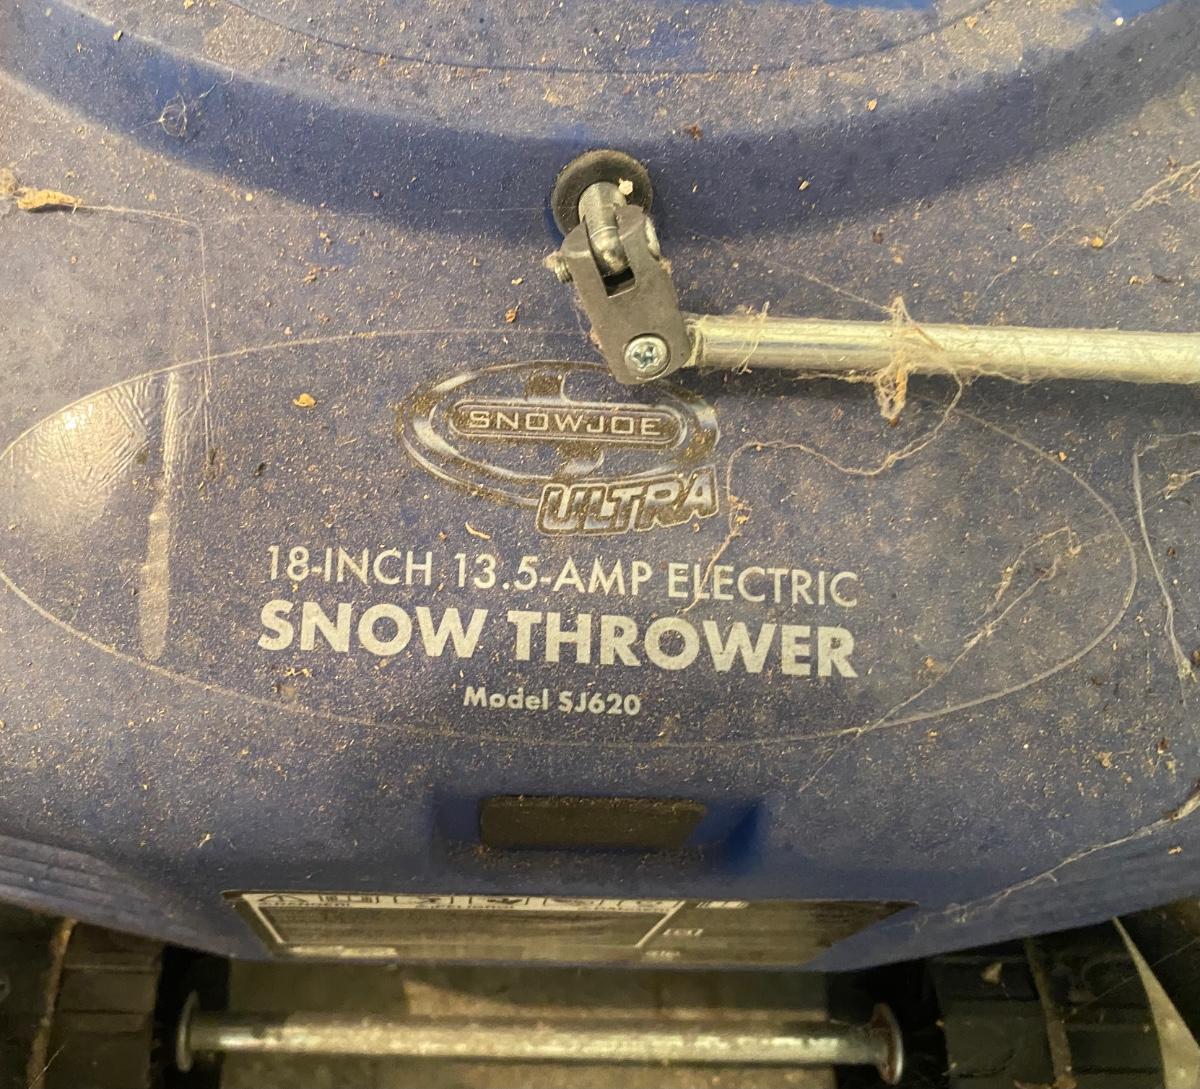 SNOWJOE
ULTRA
18-INCH 13.5-AMP ELECTRIC
SNOW THROWER
Model SJ620